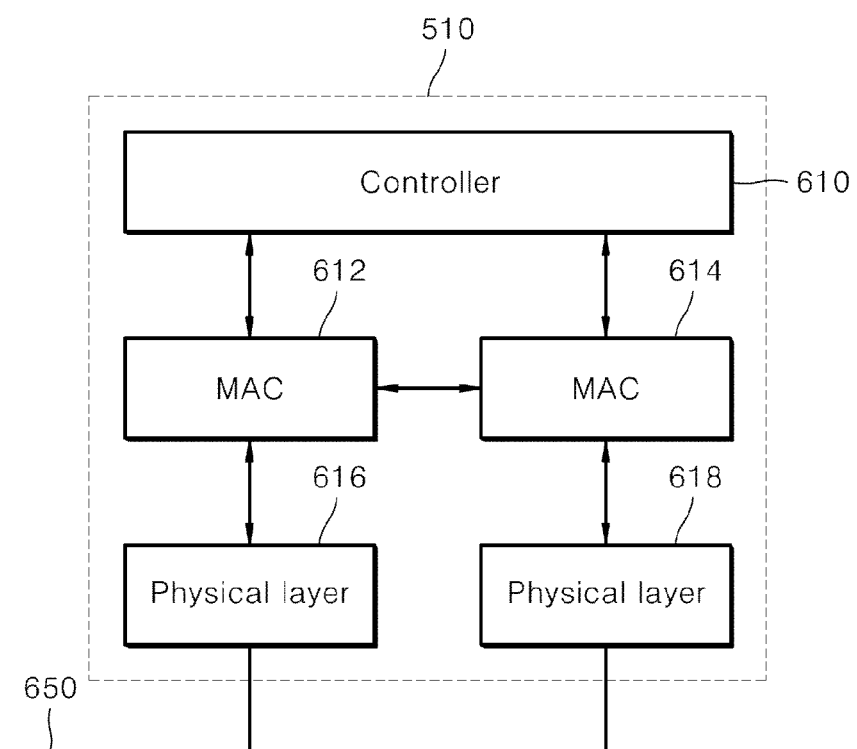 510
Controller
610
612
614
MAC
MAC
616
618
Physical layer
Physical layer
650